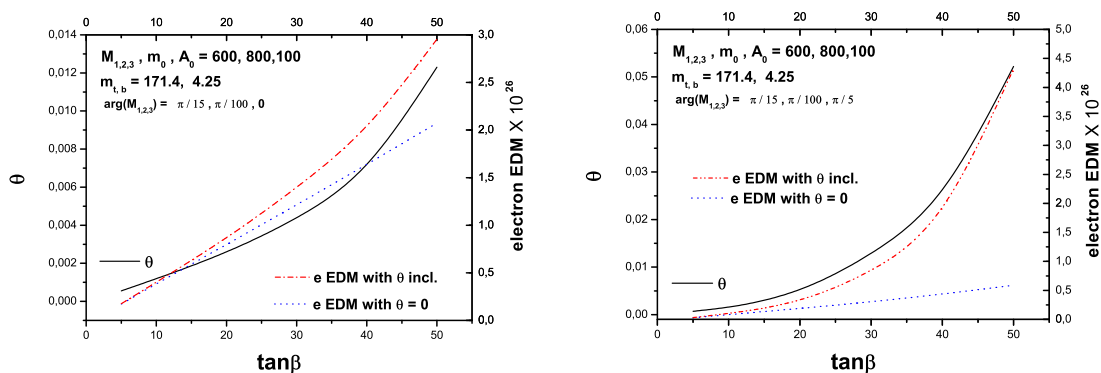 0 10 20 30 40 50
0,014
0,012
0,010
0,008
0,006
0,004
0,002
0,000
θ
M1,2,3 , m0 , A0 = 600, 800,100
mt, b = 171.4, 4.25
arg(M1,2,3) = π / 15 , π / 100 , 0
θ
e EDM with θ incl.
e EDM with θ = 0
3,0
2,5
2,0
1,5
1,0
0,5
0,0
electron EDM X 10^26
0 10 20 30 40 50
tanβ
0 10 20 30 40 50
0,06
0,05
0,04
0,03
0,02
0,01
0,00
θ
M1,2,3 , m0 , A0 = 600, 800,100
mt, b = 171.4, 4.25
arg(M1,2,3) = π / 15 , π / 100 , π / 5
e EDM with θ incl.
e EDM with θ = 0
θ
5,0
4,5
4,0
3,5
3,0
2,5
2,0
1,5
1,0
0,5
0,0
electron EDM X 10^26
0 10 20 30 40 50
tanβ